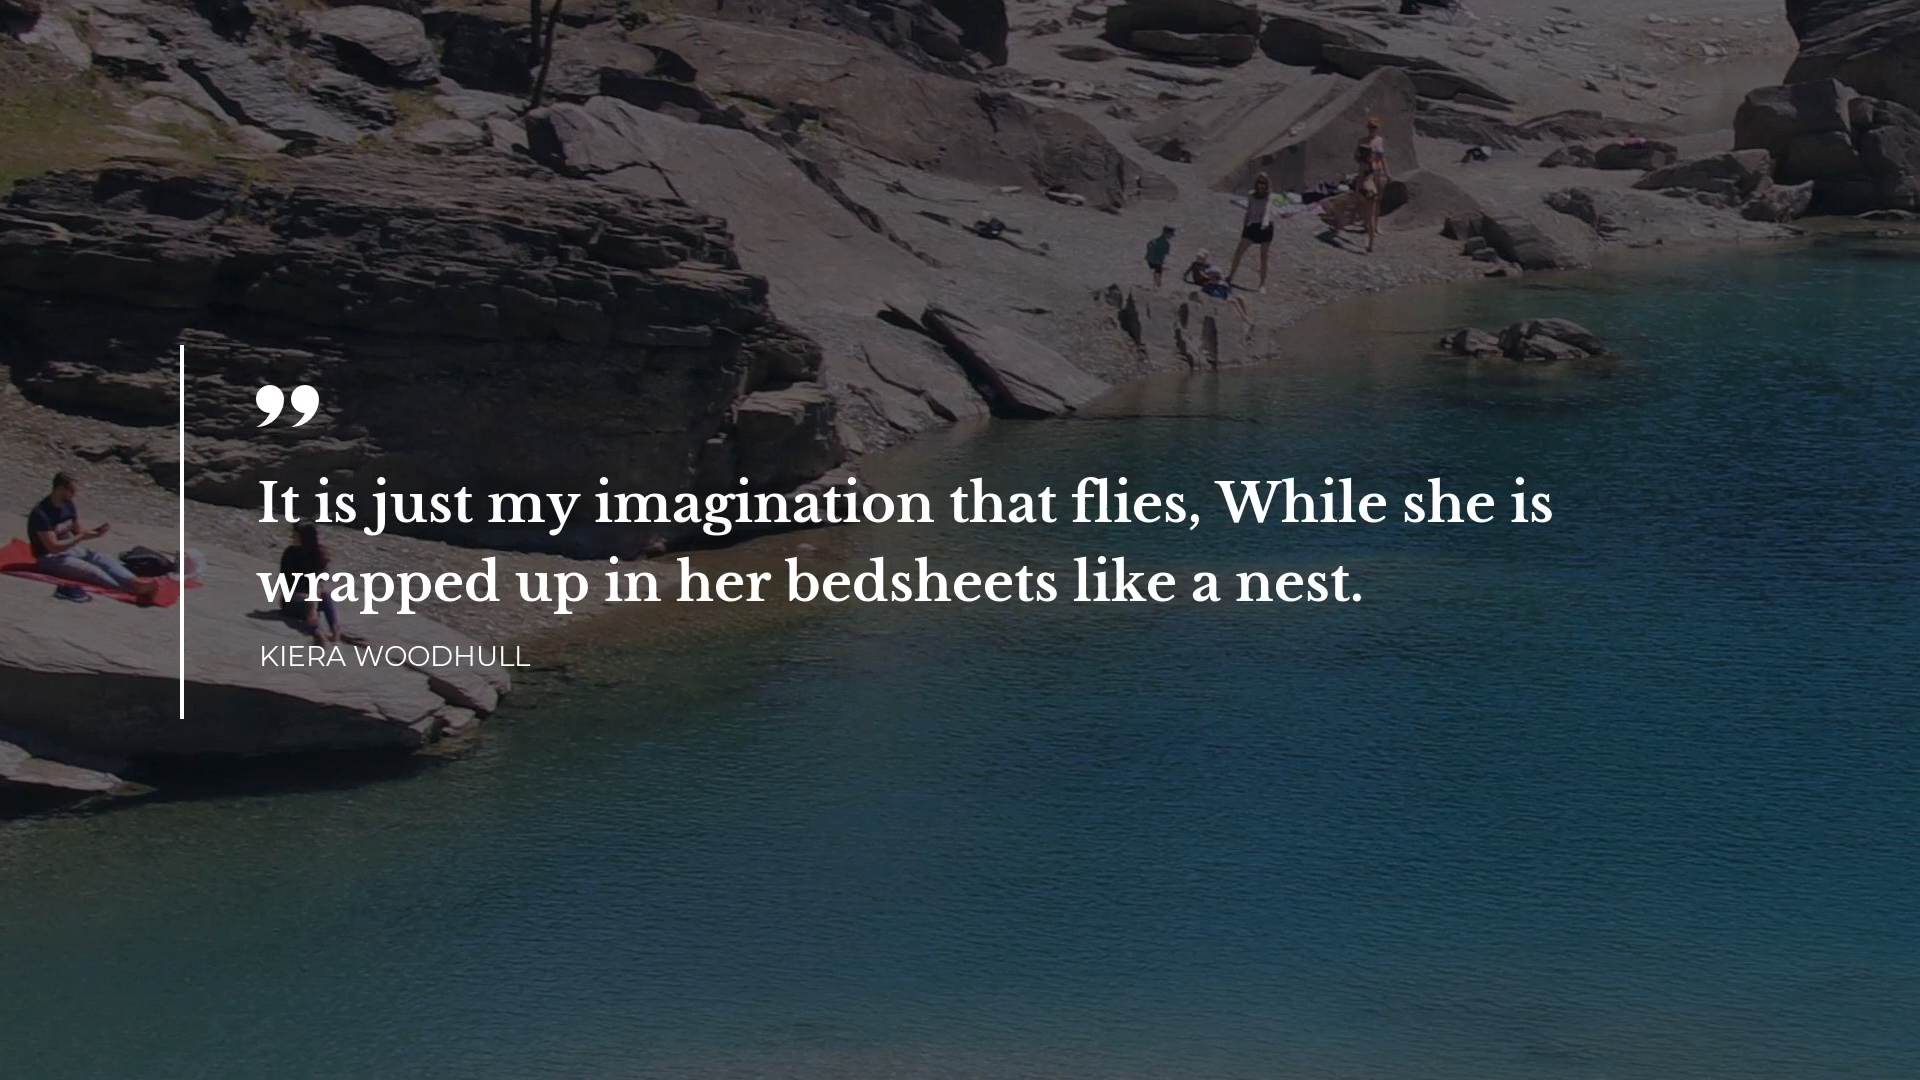 ”
It is just my imagination that flies, While she is
wrapped up in her bedsheets like a nest.
KIERA WOODHULL